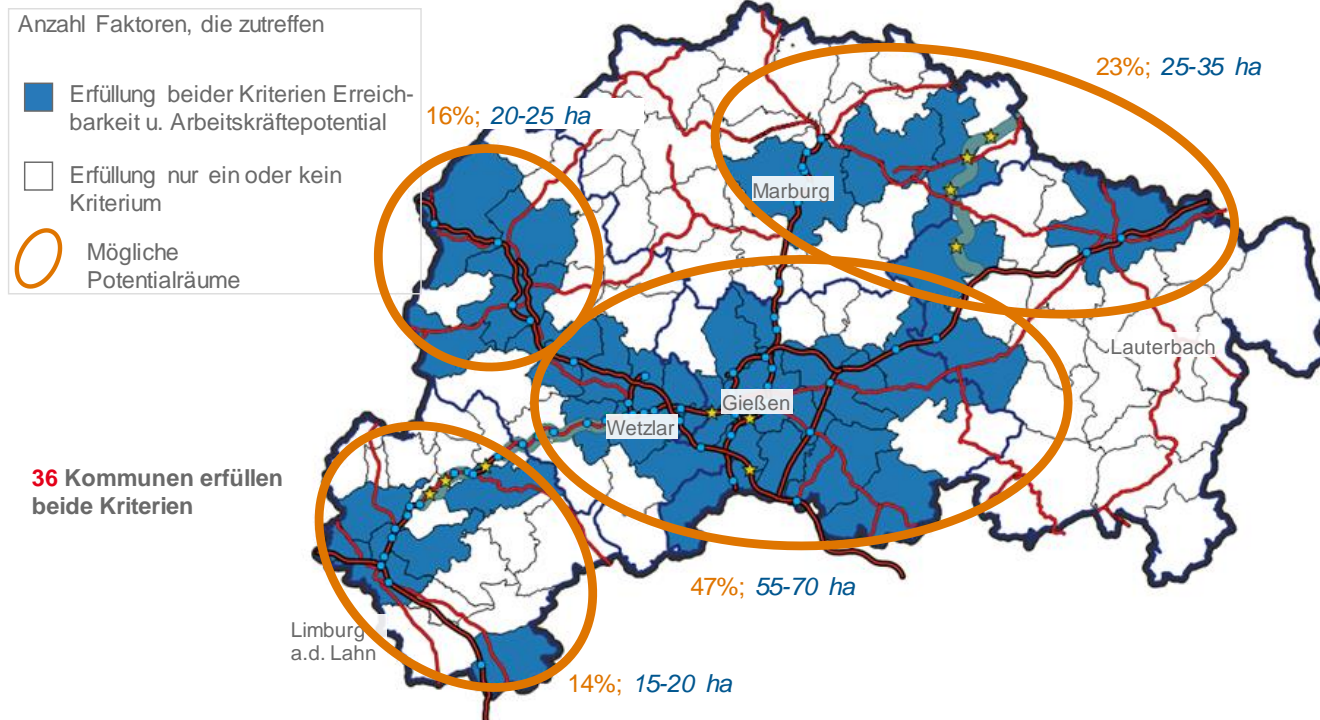 Anzahl Faktoren, die zutreffen
Erfüllung beider Kriterien Erreich-
barkeit u. Arbeitskräftepotential
Erfüllung nur ein oder kein
Kriterium
Mögliche
Potentialräume
16%; 20-25 ha
23%; 25-35 ha
Marburg
Lauterbach
Gießen
Wetzlar
36 Kommunen erfüllen
beide Kriterien
47%; 55-70 ha
Limburg
a.d. Lahn
14%; 15-20 ha